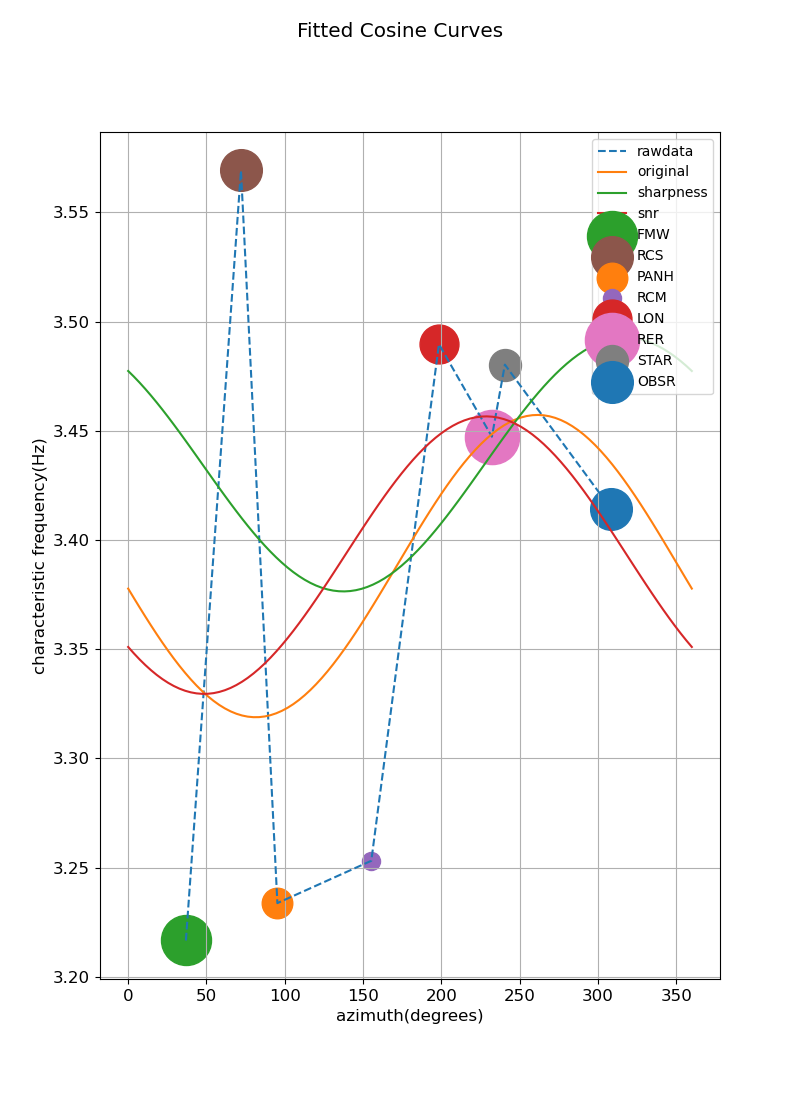 Fitted Cosine Curves
characteristic frequency(Hz)
3.55
3.50
3.45
3.40
3.35
3.30
3.25
3.20
0 50 100 150 200 250 300 350
azimuth(degrees)
rawdata
original
sharpness
snr
FMW
RCS
PANH
RCM
LON
RER
STAR
OBSR